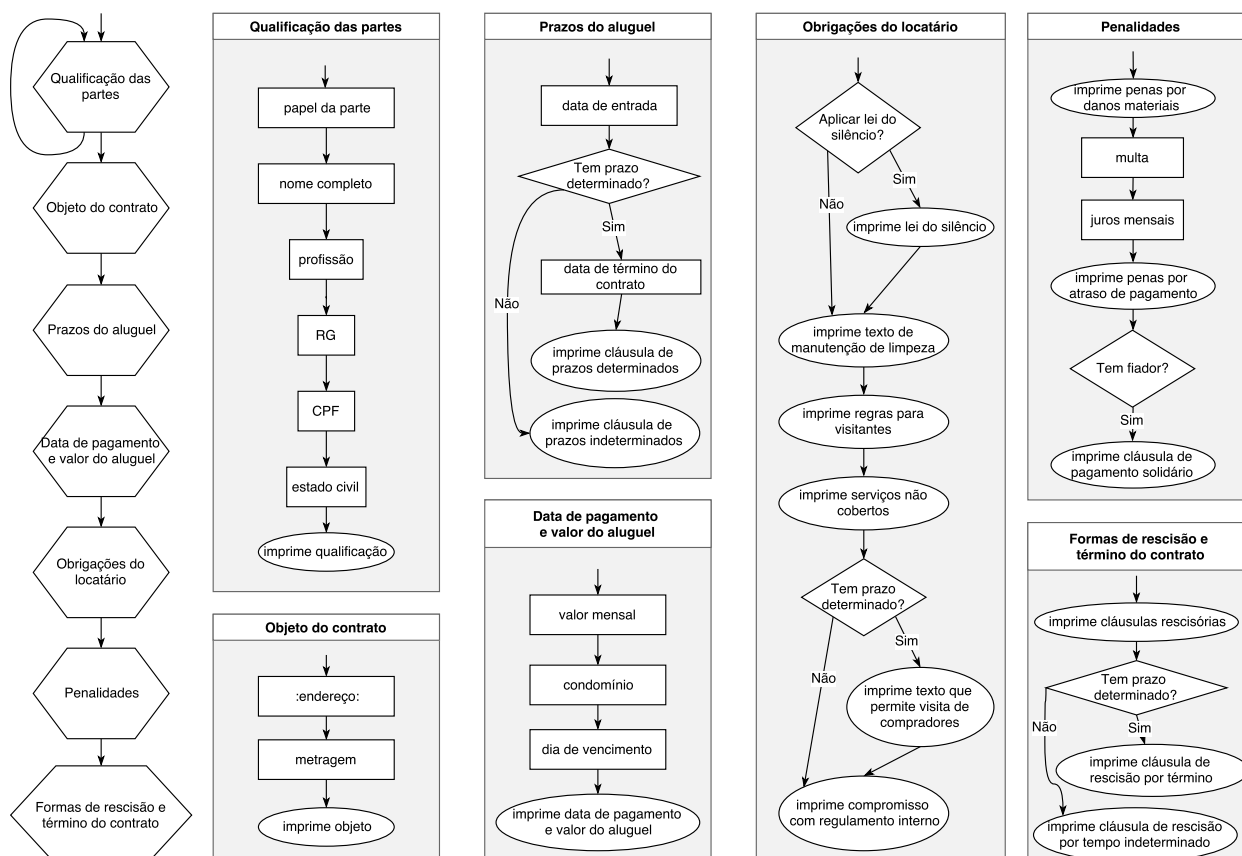 Qualificação das
partes
Objeto do contrato
Prazos do aluguel
Data de pagamento
e valor do aluguel
Obrigações do
locatário
Penalidades
Formas de rescisão e
término do contrato
Qualificação das partes
papel da parte
nome completo
profissão
RG
CPF
estado civil
imprime qualificação
Objeto do contrato
:endereço:
metragem
imprime objeto
Prazos do aluguel
data de entrada
Tem prazo
determinado?
Sim
data de término do
contrato
Não
imprime cláusula de
prazos determinados
imprime cláusula de
prazos indeterminados
Data de pagamento
e valor do aluguel
valor mensal
condomínio
dia de vencimento
imprime data de pagamento
e valor do aluguel
Obrigações do locatário
Aplicar lei do
silêncio?
Sim
Não
imprime lei do silêncio
imprime texto de
manutenção de limpeza
imprime regras para
visitantes
imprime serviços não
cobertos
Tem prazo
determinado?
Sim
Não
imprime texto que
permite visita de
compradores
imprime compromisso
com regulamento interno
Penalidades
imprime penas por
danos materiais
multa
juros mensais
imprime penas por
atraso de pagamento
Tem fiador?
Sim
imprime cláusula de
pagamento solidário
Formas de rescisão e
término do contrato
imprime cláusulas rescisórias
Tem prazo
determinado?
Não
Sim
imprime cláusula de
rescisão por término
imprime cláusula de rescisão
por tempo indeterminado